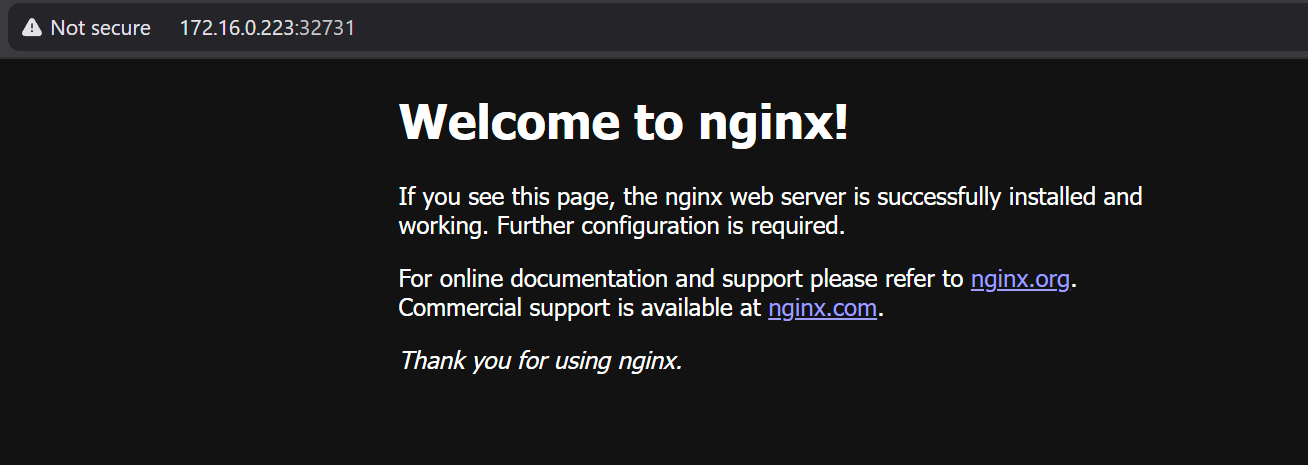 Not secure 172.16.0.223:32731
Welcome to nginx!
If you see this page, the nginx web server is successfully installed and
working. Further configuration is required.
For online documentation and support please refer to nginx.org.
Commercial support is available at nginx.com.
Thank you for using nginx.